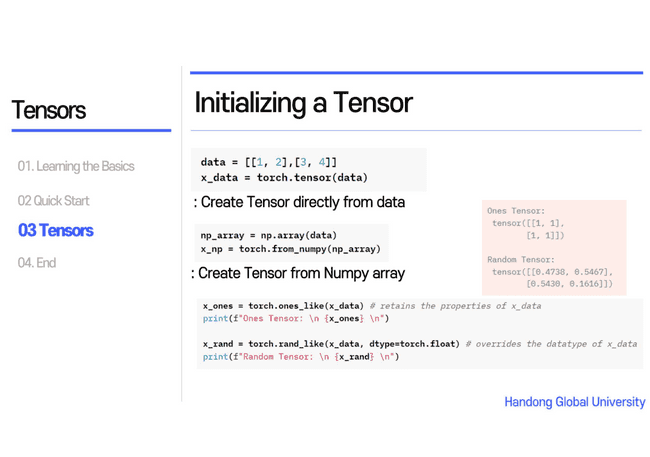 Tensors
01. Learning the Basics
02 Quick Start
03 Tensors
04. End
Initializing a Tensor
data = [[1, 2],[3, 4]]
x_data = torch.tensor(data)
: Create Tensor directly from data
np_array = np.array(data)
x_np = torch.from_numpy(np_array)
: Create Tensor from Numpy array
Ones Tensor:
tensor([[1, 1],
[1, 1]])
Random Tensor:
tensor([[0.4738, 0.5467],
[0.5430, 0.1616]])
x_ones = torch.ones_like(x_data) # retains the properties of x_data
print(f"Ones Tensor: \n {x_ones} \n")
x_rand = torch.rand_like(x_data, dtype=torch.float) # overrides the datatype of x_data
print(f"Random Tensor: \n {x_rand} \n")
Handong Global University